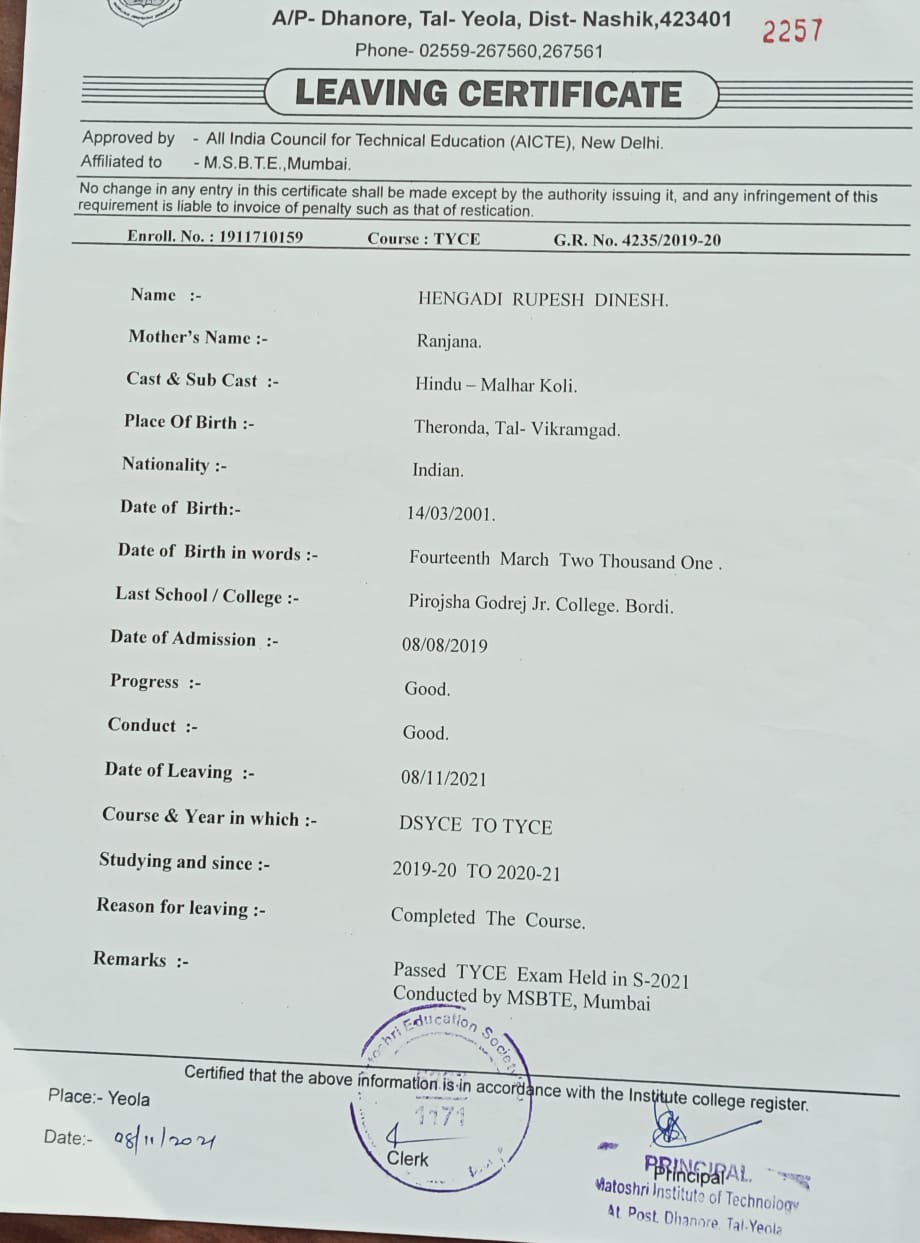 A/P- Dhanore, Tal- Yeola, Dist- Nashik,423401
2257
Phone- 02559-267560,267561
LEAVING CERTIFICATE
Approved by - All India Council for Technical Education (AICTE), New Delhi.
Affiliated to - M.S.B.T.E.,Mumbai.
No change in any entry in this certificate shall be made except by the authority issuing it, and any infringement of this
requirement is liable to invoice of penalty such as that of restication.
Enroll. No. : 1911710159 Course : TYCE G.R. No. 4235/2019-20
Name :- HENGADI RUPESH DINESH.
Mother's Name :- Ranjana.
Cast & Sub Cast :- Hindu – Malhar Koli.
Place Of Birth :- Theronda, Tal- Vikramgad.
Nationality :- Indian.
Date of Birth:- 14/03/2001.
Date of Birth in words :- Fourteenth March Two Thousand One .
Last School / College :- Pirojsha Godrej Jr. College. Bordi.
Date of Admission :- 08/08/2019
Progress :- Good.
Conduct :- Good.
Date of Leaving :- 08/11/2021
Course & Year in which :- DSYCE TO TYCE
Studying and since :- 2019-20 TO 2020-21
Reason for leaving :- Completed The Course.
Remarks :- Passed TYCE Exam Held in S-2021
Conducted by MSBTE, Mumbai
Education Society
1171
Certified that the above information is in accordance with the Institute college register.
Place:- Yeola
Date:- 08/11/2021
Clerk
PRINCIPAL
Principal
Matoshri Institute of Technology
At. Post. Dhanore. Tal-Yeola